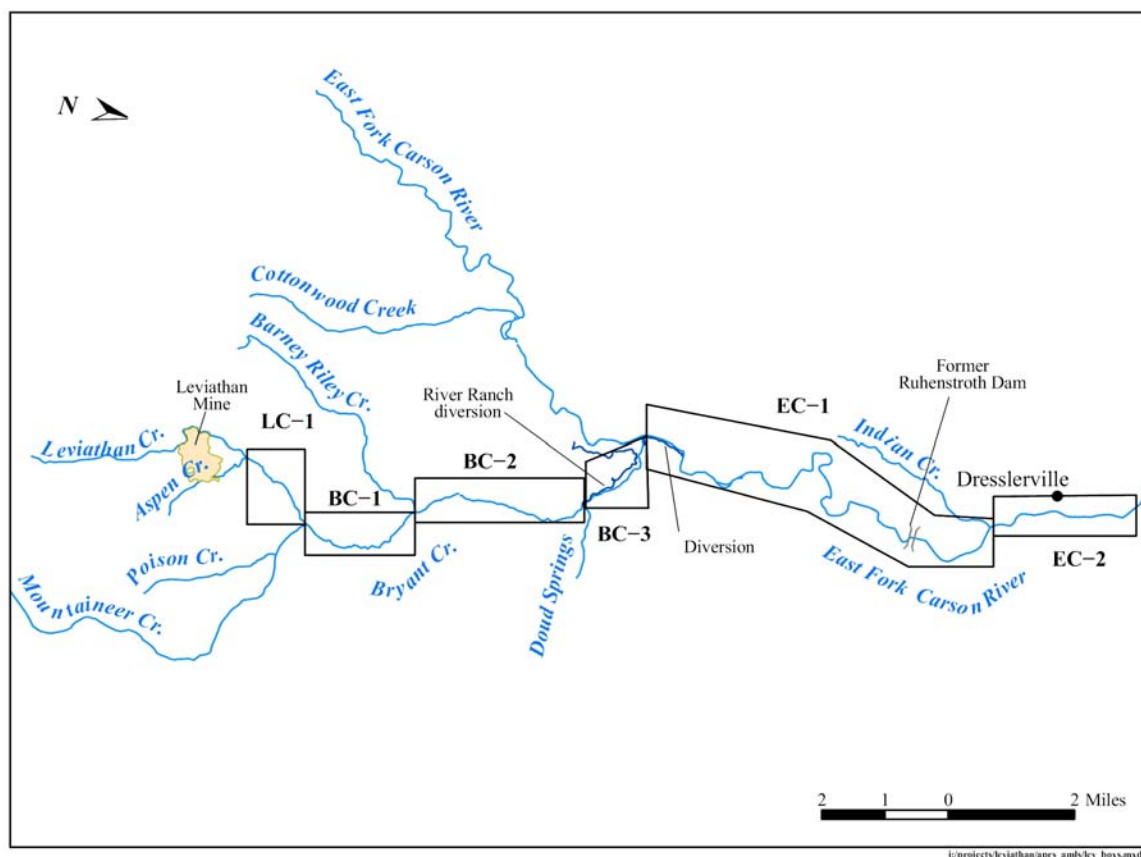 East Fork Carson River
N
Cottonwood Creek
Barney Riley Cr.
Leviathan
Mine
River Ranch
diversion
Former
Ruhenstroth Dam
LC-1
EC-1
Leviathan Cr.
Indian Cr.
Aspen Cr.
BC-1
BC-2
Dresslerville
BC-3
Diversion
EC-2
Poison Cr.
Bryant Cr.
Doud Springs
East Fork Carson River
Mountaineer Cr.
2 1 0 2 Miles